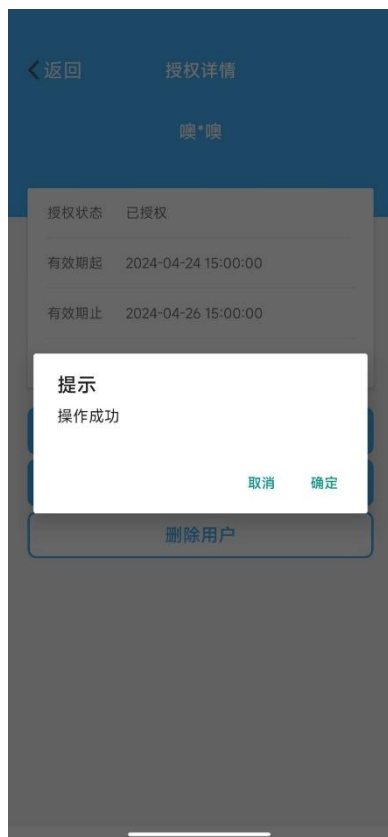 返回
授权详情
噢*噢
授权状态 已授权
有效期起 2024-04-24 15:00:00
有效期止 2024-04-26 15:00:00
提示
操作成功
取消 确定
删除用户